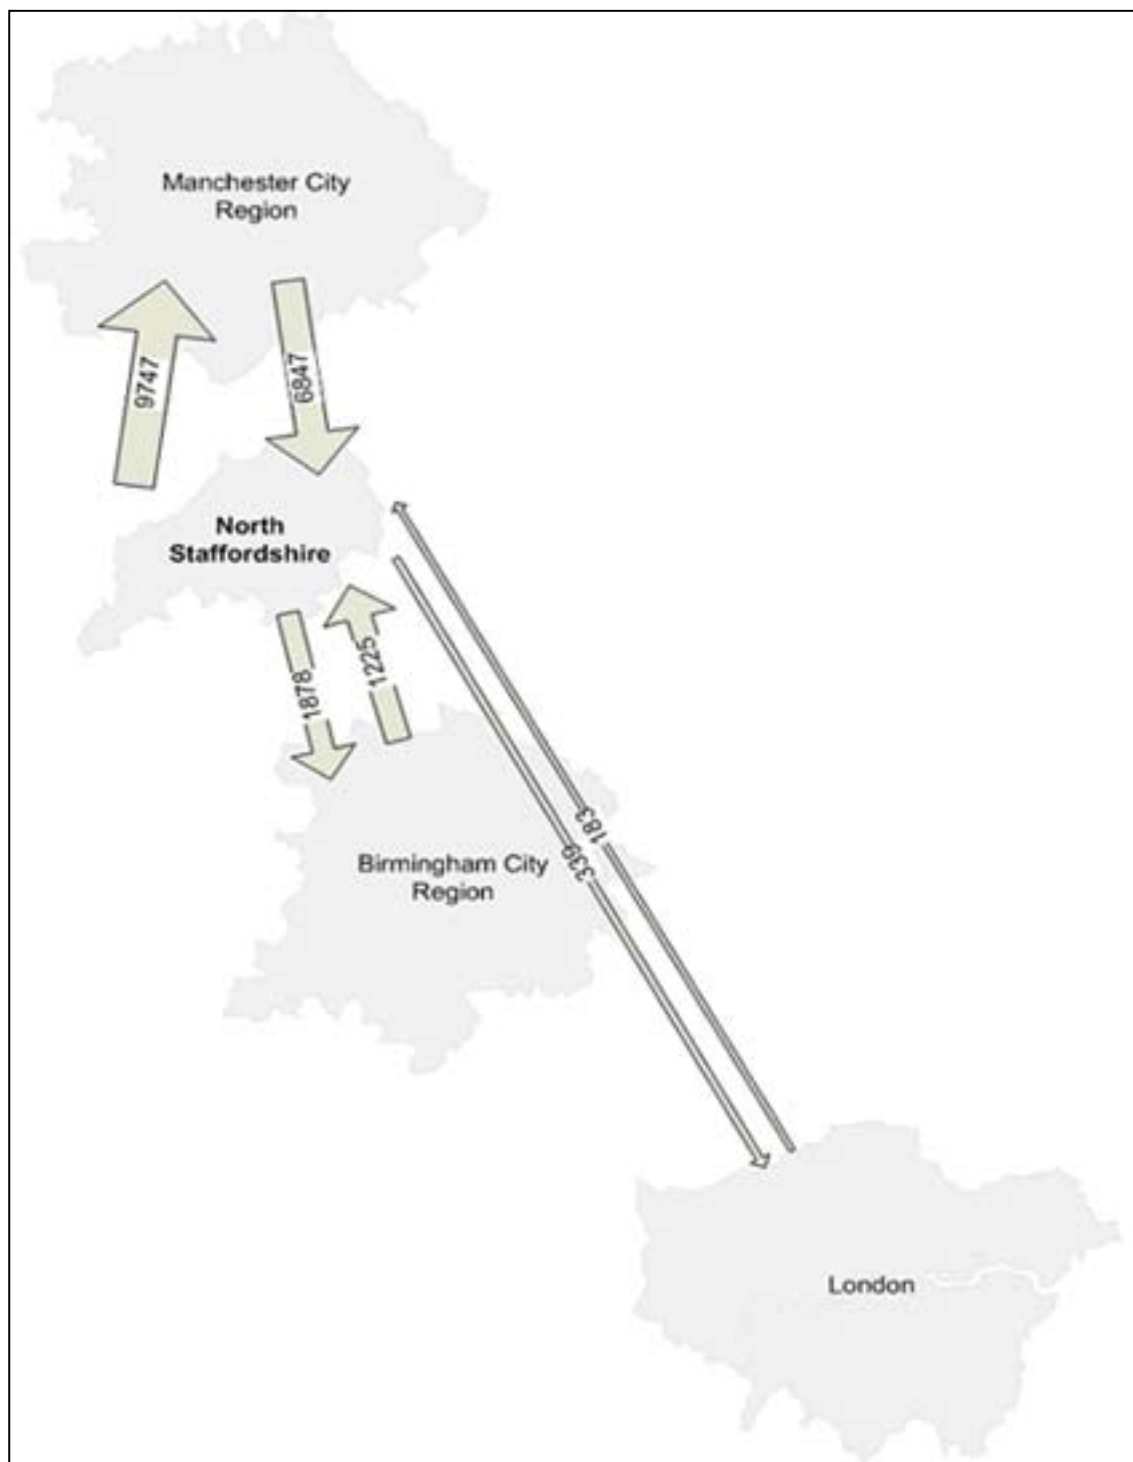 Manchester City
Region
9747
6847
North
Staffordshire
1878
1225
183
339
Birmingham City
Region
London